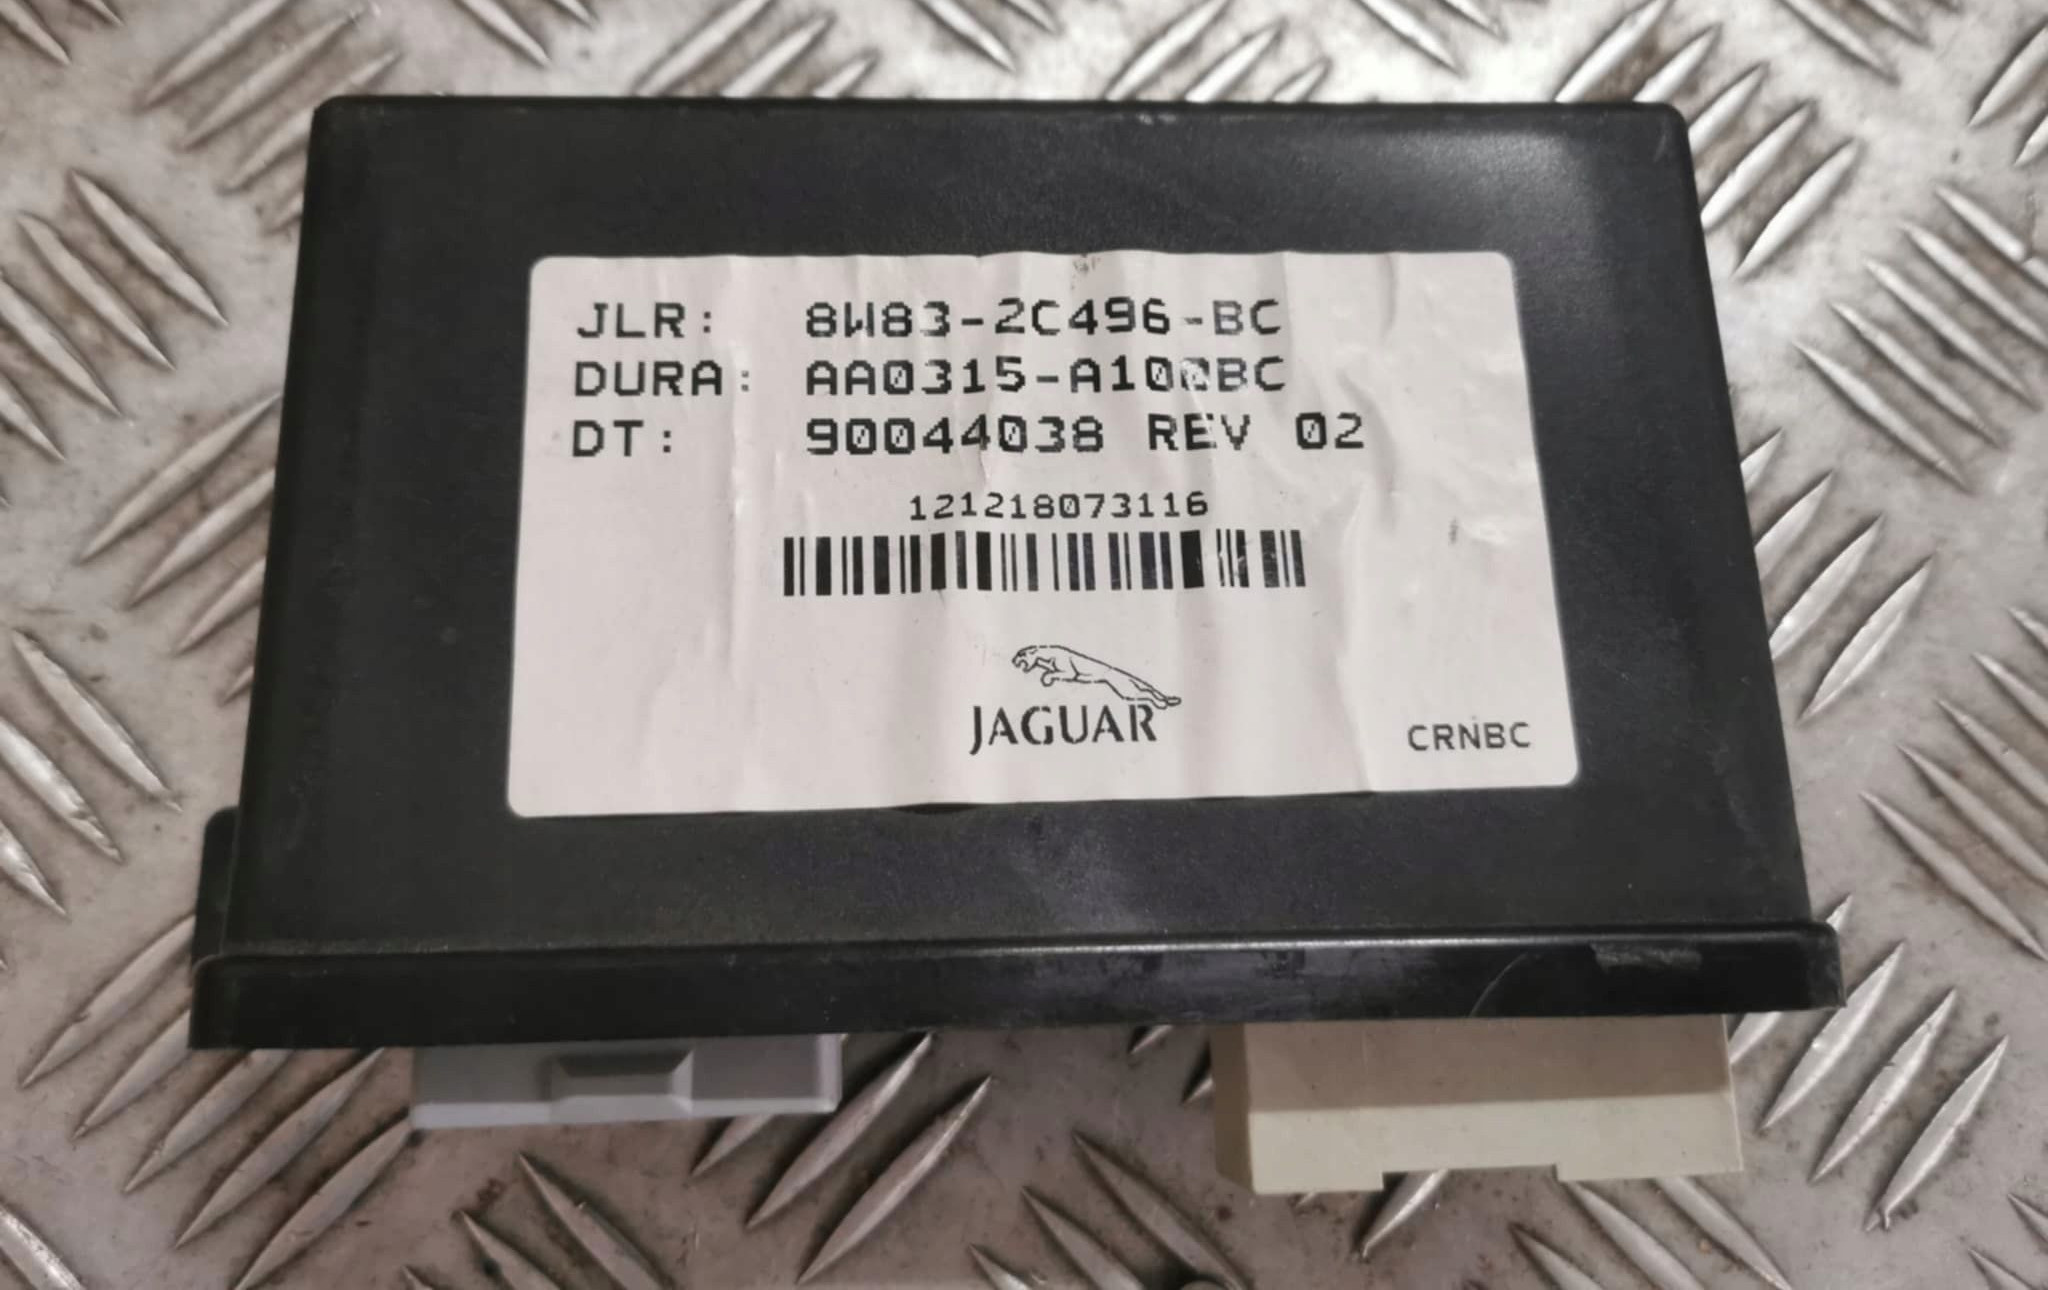 JLR: 8W83-2C496-BC
DURA: AA0315-A100BC
DT: 90044038 REV 02
121218073116
JAGUAR
CRNBC